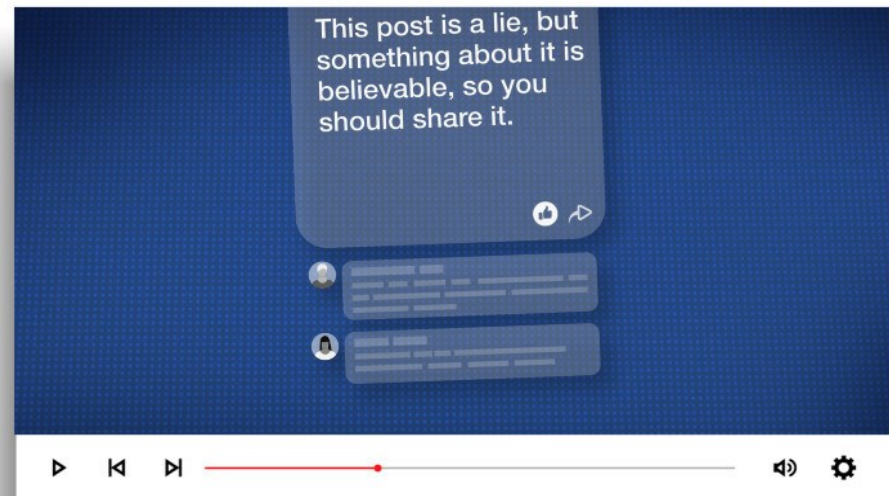 This post is a lie, but
something about it is
believable, so you
should share it.